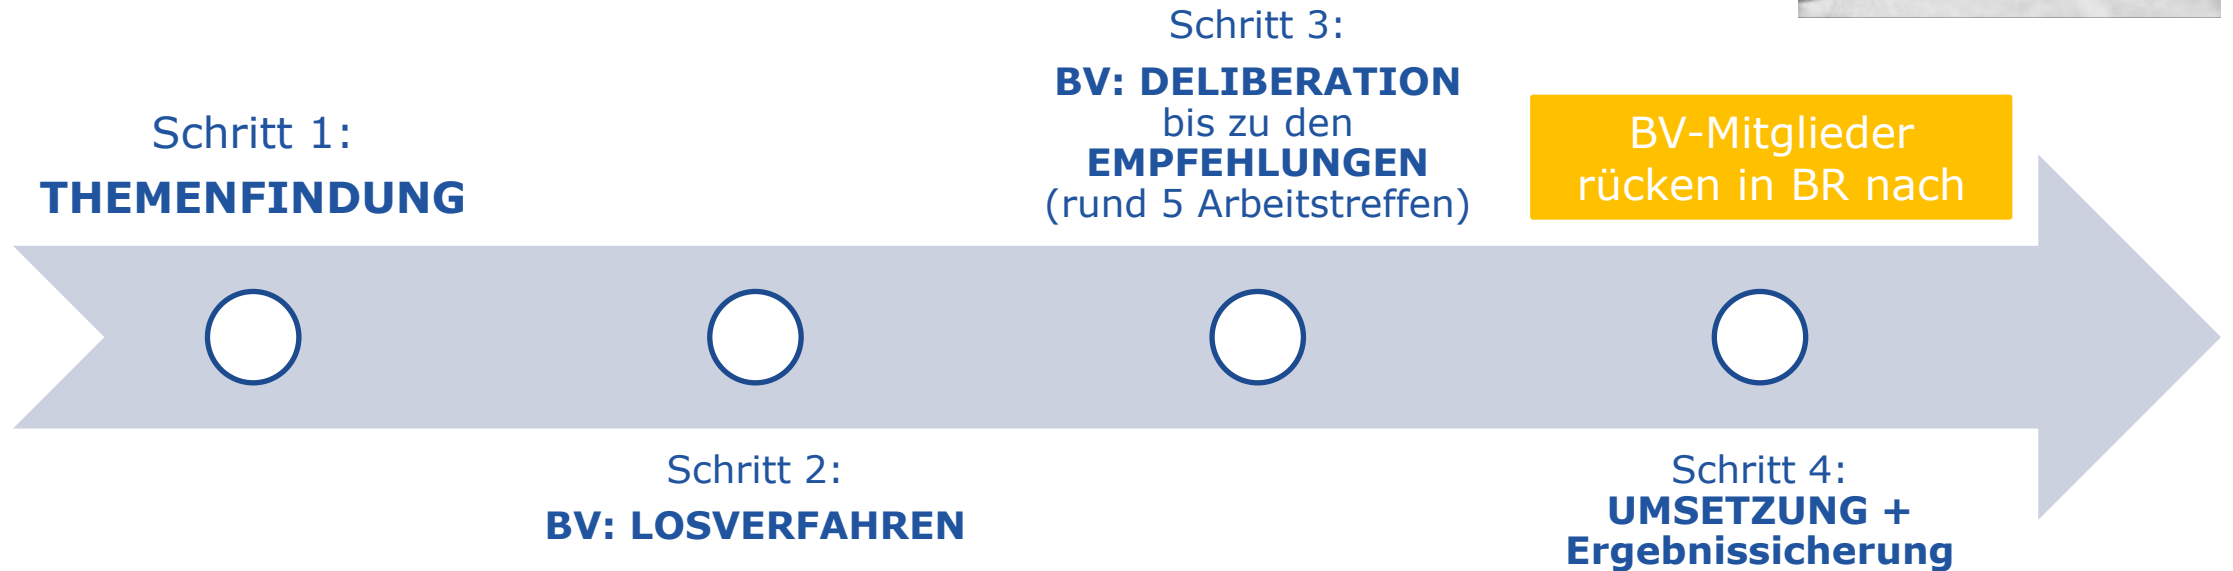 Schritt 1:
THEMENFINDUNG
Schritt 2:
BV: LOSVERFAHREN
Schritt 3:
BV: DELIBERATION
bis zu den
EMPFEHLUNGEN
(rund 5 Arbeitstreffen)
BV-Mitglieder
rücken in BR nach
Schritt 4:
UMSETZUNG +
Ergebnissicherung